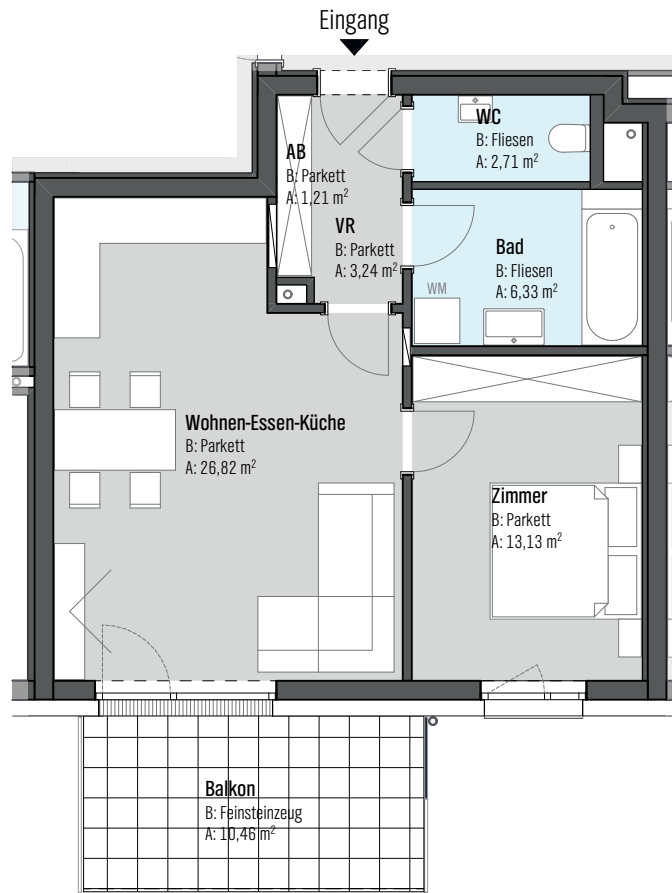 Eingang
WC
B: Fliesen
A: 2,71 m²
AB
B: Parkett
A: 1,21 m²
VR
B: Parkett
A: 3,24 m²
Bad
B: Fliesen
A: 6,33 m²
WM
Wohnen-Essen-Küche
B: Parkett
A: 26,82 m²
Zimmer
B: Parkett
A: 13,13 m²
Balkon
B: Feinsteinzeug
A: 10,46 m²